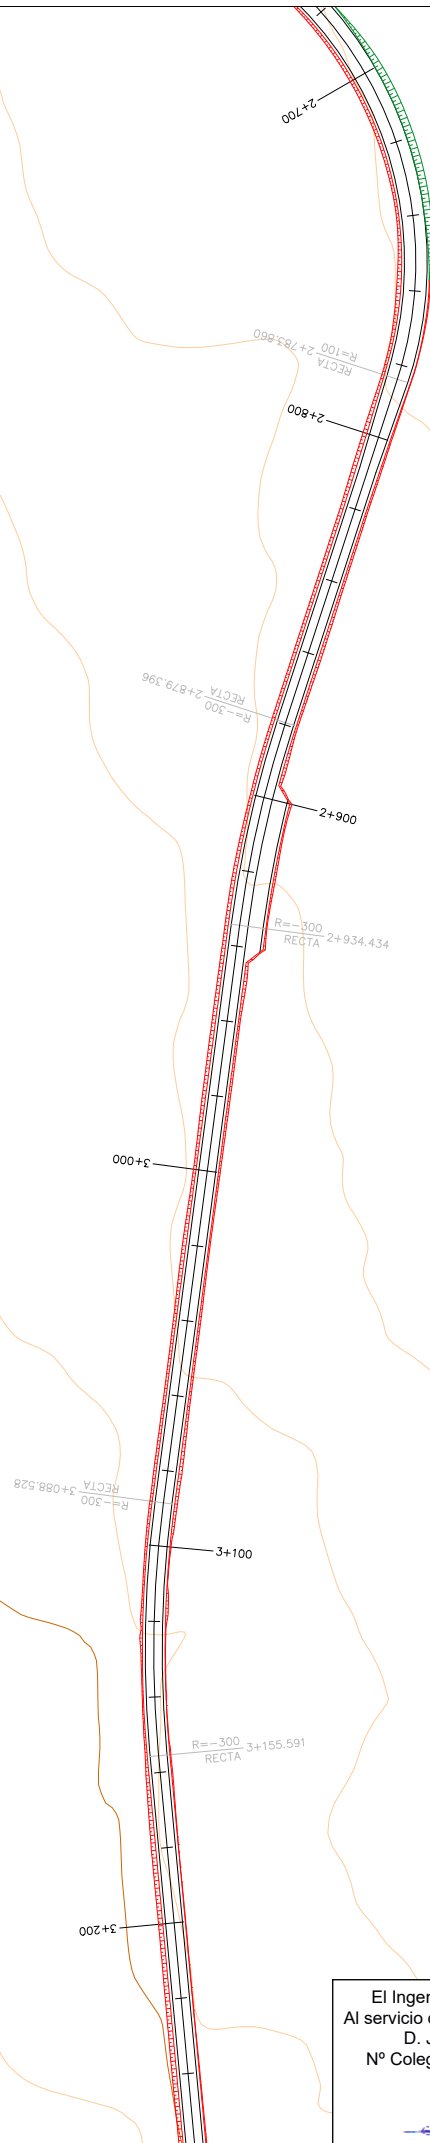 2+700
R=100
RECTA
2+783.860
2+800
R=-300
RECTA
2+879.396
2+900
R=-300
RECTA
2+934.434
3+000
R=-300
RECTA
3+088.528
3+100
R=-300
RECTA
3+155.591
3+200
El Ingen
Al servicio
D. J
Nº Coleg